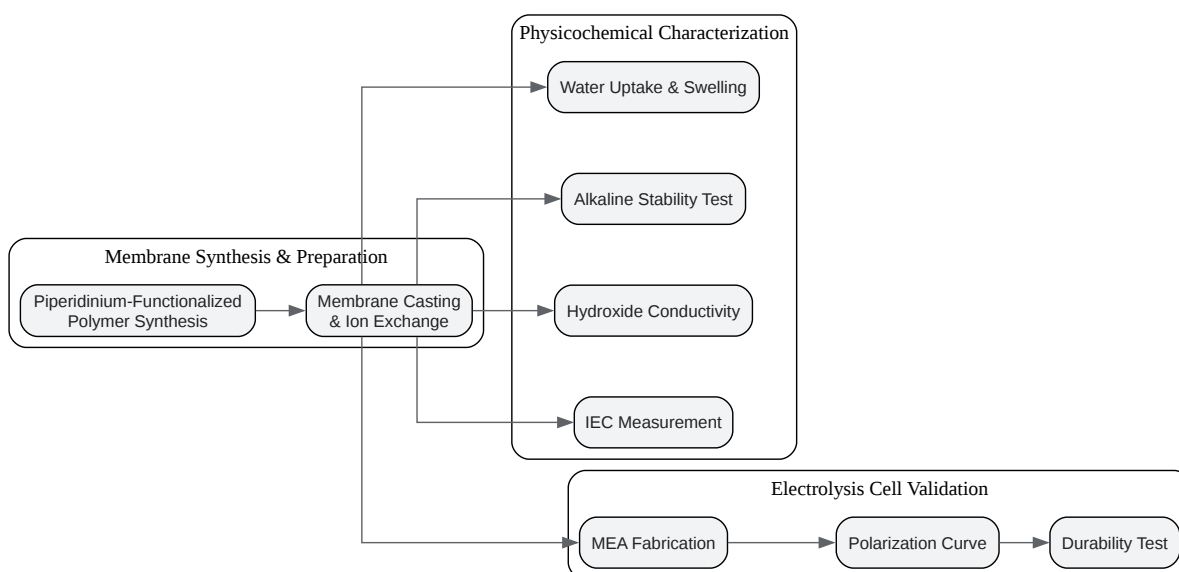 Physicochemical Characterization
Water Uptake & Swelling
Alkaline Stability Test
Membrane Synthesis & Preparation
Piperidinium-Functionalized
Polymer Synthesis
Membrane Casting
& Ion Exchange
Hydroxide Conductivity
IEC Measurement
Electrolysis Cell Validation
MEA Fabrication
Polarization Curve
Durability Test